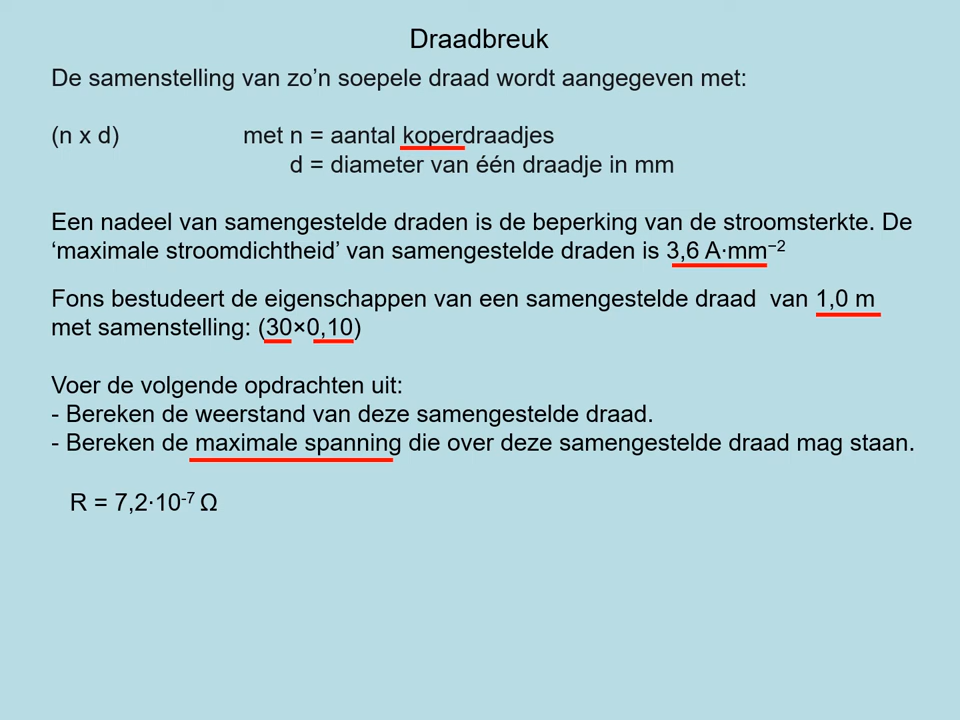 Draadbreuk
De samenstelling van zo’n soepele draad wordt aangegeven met:
(n x d) met n = aantal koperdraadjes
d = diameter van één draadje in mm
Een nadeel van samengestelde draden is de beperking van de stroomsterkte. De
‘maximale stroomdichtheid’ van samengestelde draden is 3,6 A·mm⁻²
Fons bestudeert de eigenschappen van een samengestelde draad van 1,0 m
met samenstelling: (30×0,10)
Voer de volgende opdrachten uit:
- Bereken de weerstand van deze samengestelde draad.
- Bereken de maximale spanning die over deze samengestelde draad mag staan.
R = 7,2·10⁻⁷ Ω